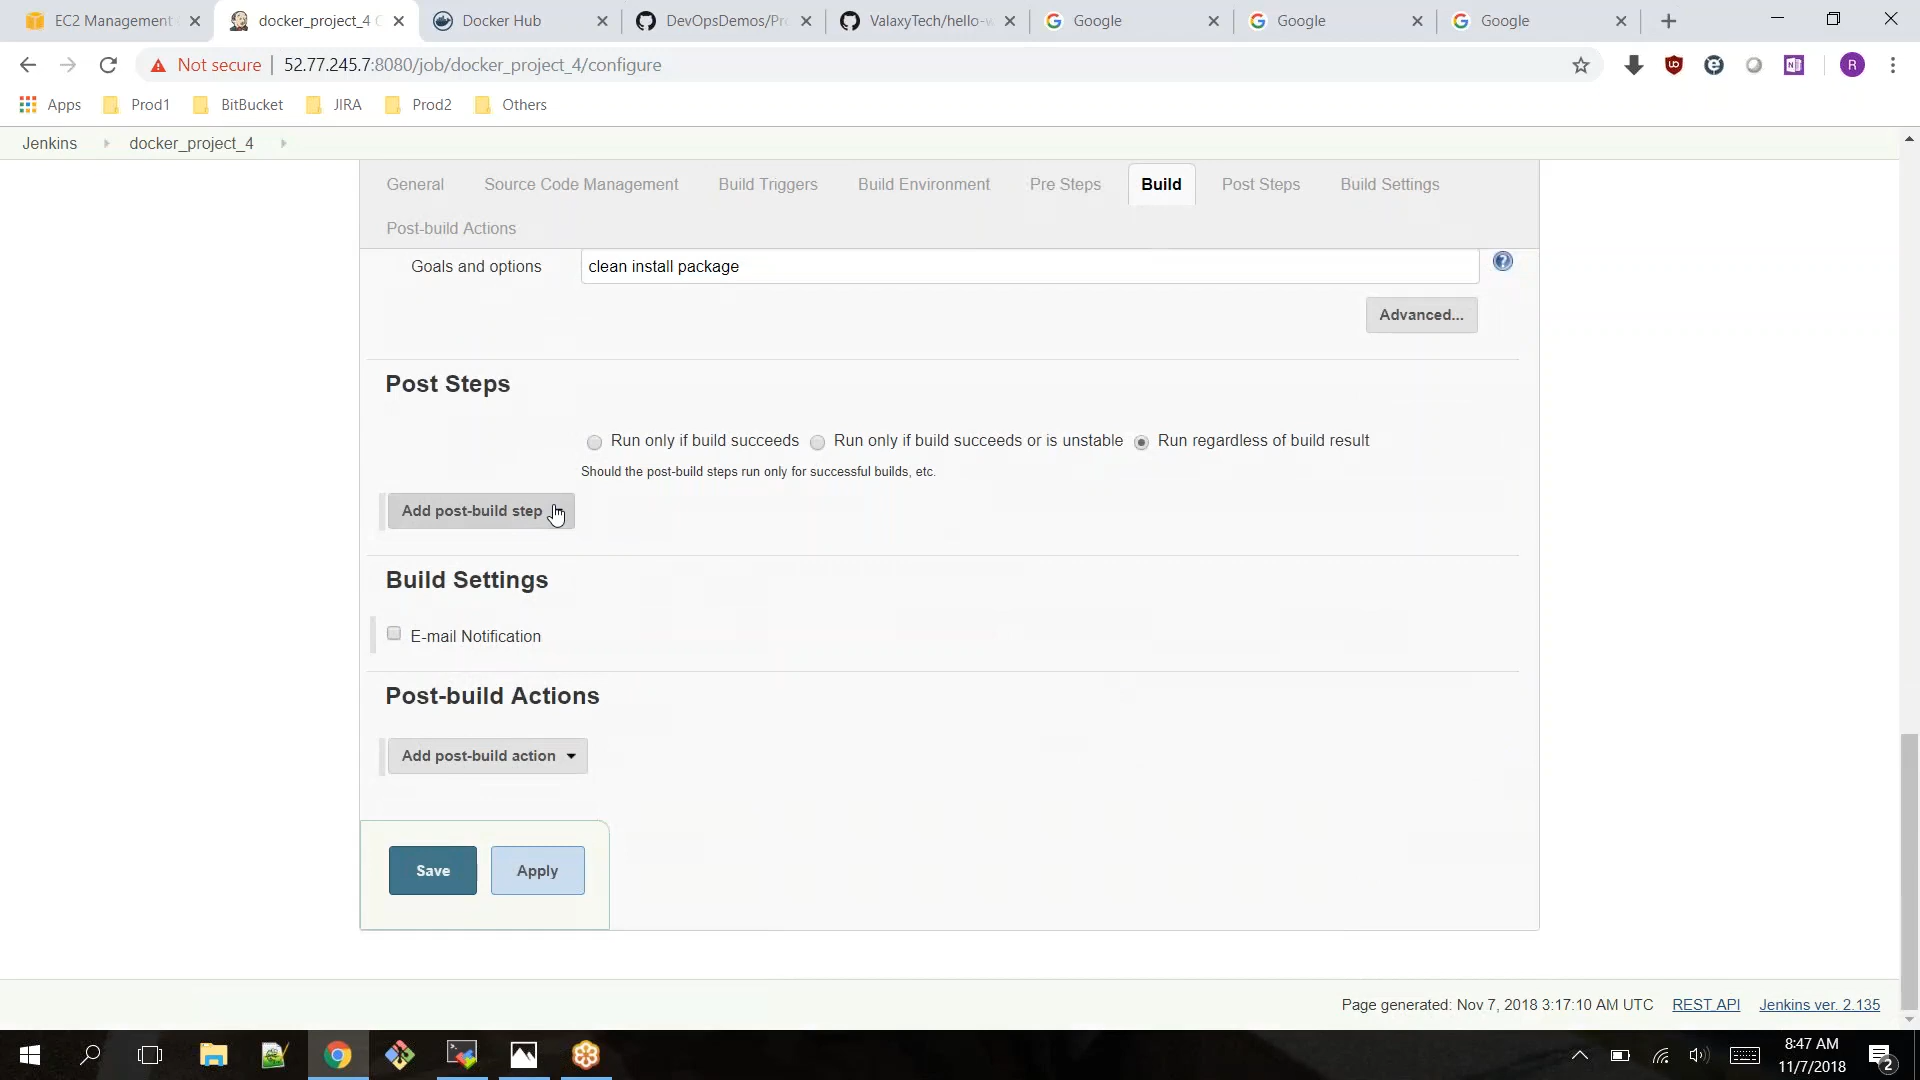 EC2 Management
docker_project_4
Docker Hub
DevOpsDemos/Pr
ValaxyTech/hello-w
Google
Google
Google
Not secure
52.77.245.7:8080/job/docker_project_4/configure
R
Apps
Prod1
BitBucket
JIRA
Prod2
Others
Jenkins
docker_project_4
General
Source Code Management
Build Triggers
Build Environment
Pre Steps
Build
Post Steps
Build Settings
Post-build Actions
Goals and options
clean install package
Advanced...
Post Steps
Run only if build succeeds
Run only if build succeeds or is unstable
Run regardless of build result
Should the post-build steps run only for successful builds, etc.
Add post-build step
Build Settings
E-mail Notification
Post-build Actions
Add post-build action
Save
Apply
Page generated: Nov 7, 2018 3:17:10 AM UTC
REST API
Jenkins ver. 2.135
8:47 AM
11/7/2018
2